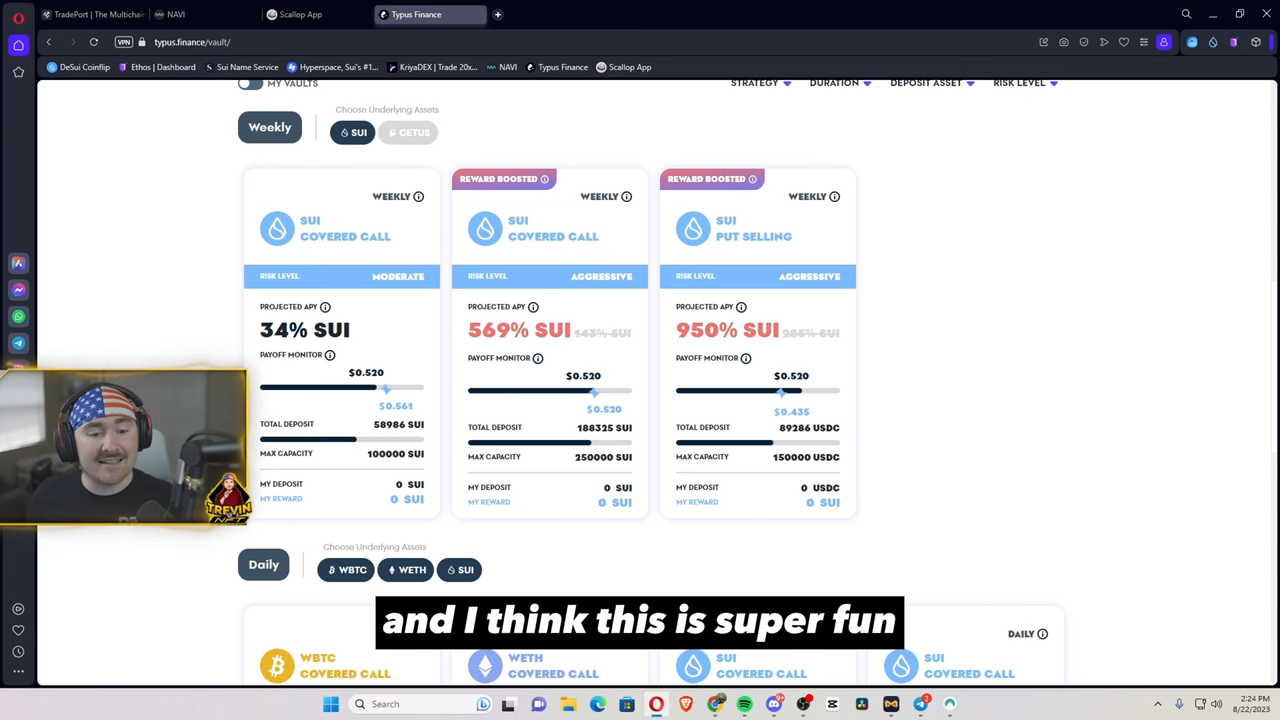 TradePort | The Multichai
NAVI
Scallop App
Typus Finance
VPN
typus.finance/vault/
DeSui Coinflip
Ethos | Dashboard
Sui Name Service
Hyperspace, Sui's #1...
KriyaDEX | Trade 20x...
NAVI
Typus Finance
Scallop App
MY VAULTS
STRATEGY
DURATION
DEPOSIT ASSET
RISK LEVEL
Choose Underlying Assets
Weekly
SUI
CETUS
WEEKLY
SUI
COVERED CALL
RISK LEVEL
MODERATE
PROJECTED APY
34% SUI
PAYOFF MONITOR
$0.520
$0.561
TOTAL DEPOSIT
58986 SUI
MAX CAPACITY
100000 SUI
MY DEPOSIT
0 SUI
MY REWARD
0 SUI
REWARD BOOSTED
WEEKLY
SUI
COVERED CALL
RISK LEVEL
AGGRESSIVE
PROJECTED APY
569% SUI 143% SUI
PAYOFF MONITOR
$0.520
$0.520
TOTAL DEPOSIT
188325 SUI
MAX CAPACITY
250000 SUI
MY DEPOSIT
0 SUI
MY REWARD
0 SUI
REWARD BOOSTED
WEEKLY
SUI
PUT SELLING
RISK LEVEL
AGGRESSIVE
PROJECTED APY
950% SUI 285% SUI
PAYOFF MONITOR
$0.520
$0.435
TOTAL DEPOSIT
89286 USDC
MAX CAPACITY
150000 USDC
MY DEPOSIT
0 USDC
MY REWARD
0 SUI
TREVIN
Choose Underlying Assets
Daily
WBTC
WETH
SUI
and I think this is super fun
DAILY
WBTC
COVERED CALL
WETH
COVERED CALL
SUI
COVERED CALL
SUI
COVERED CALL
Search
9+
2
2:24 PM
8/22/2023